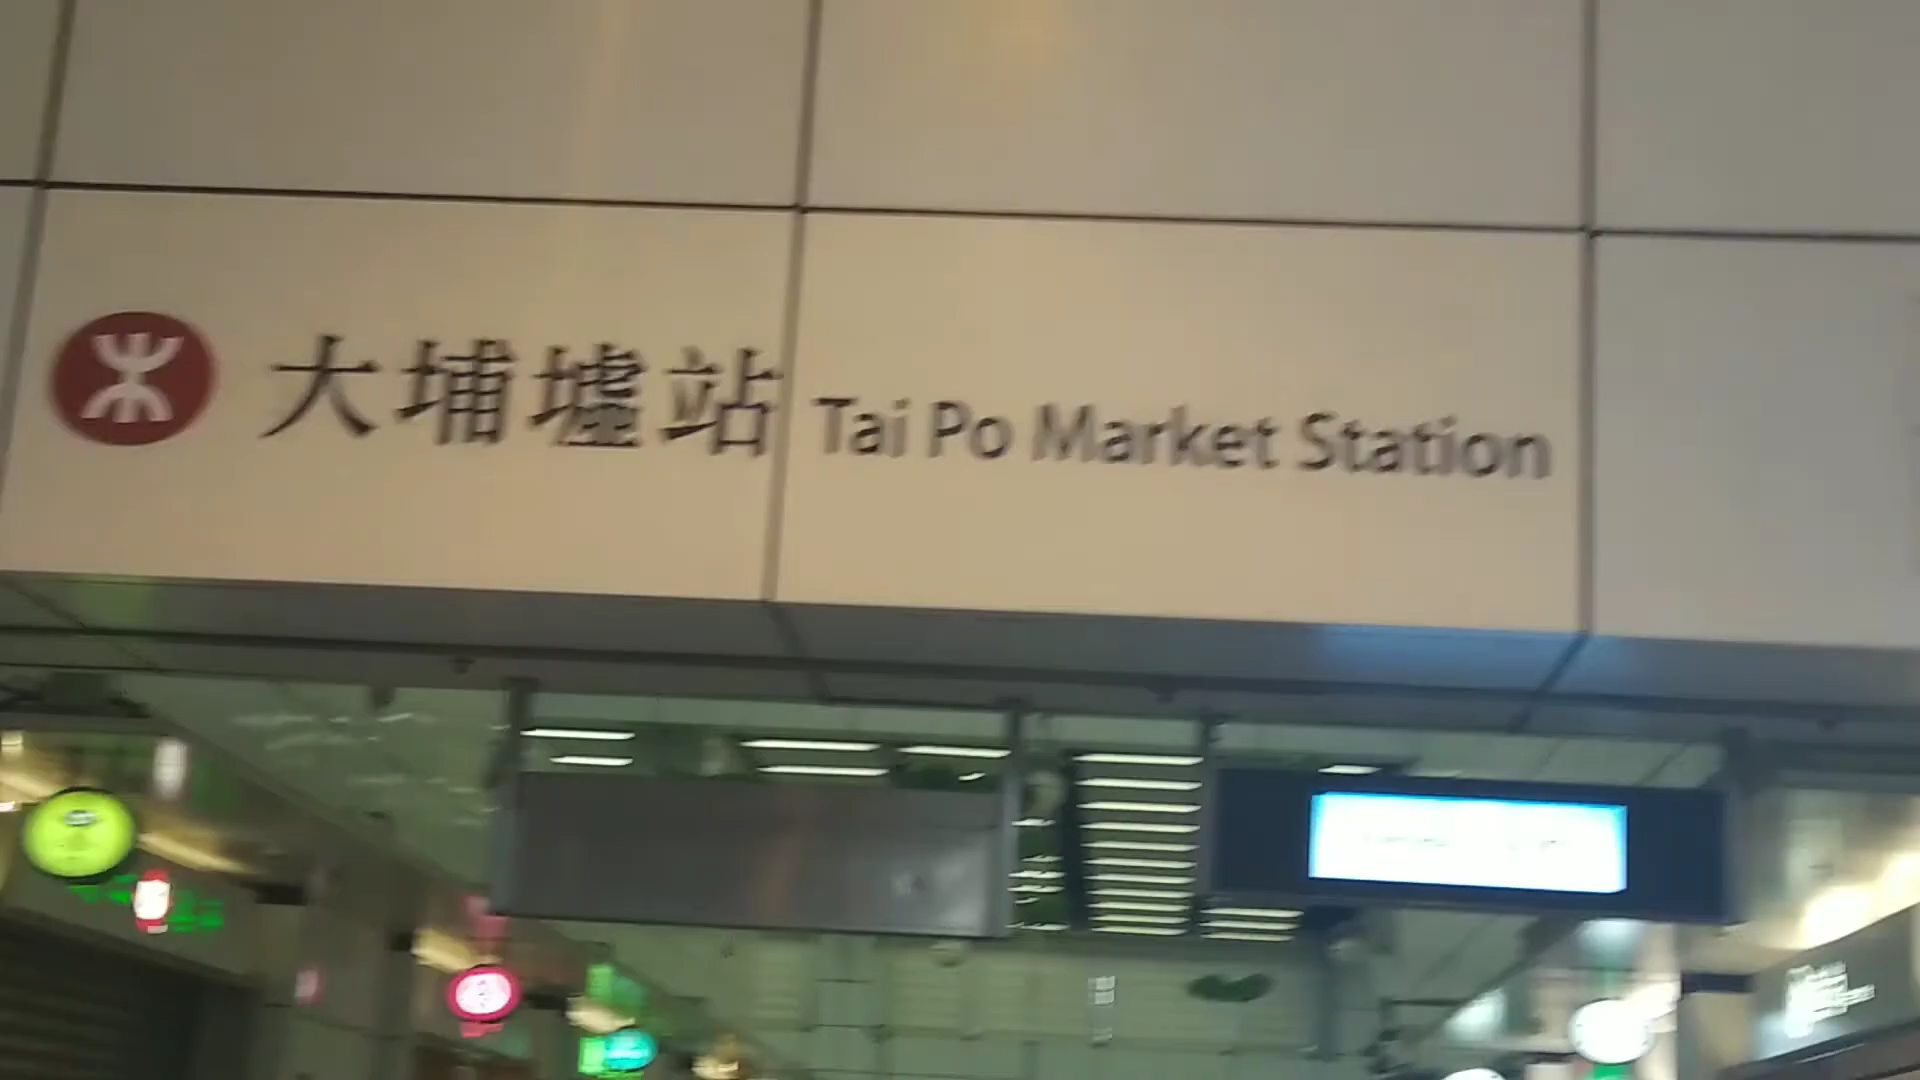 大埔墟站 Tai Po Market Station